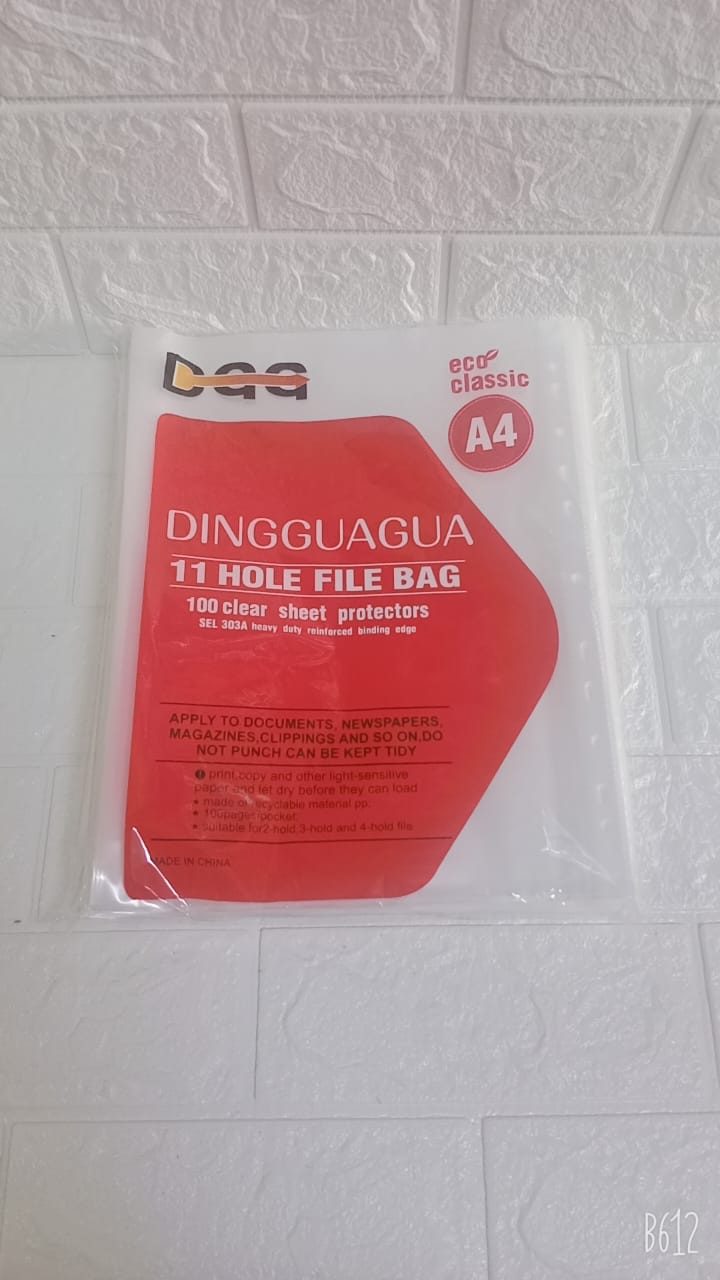 eco
classic
A4
DINGGUAGUA
11 HOLE FILE BAG
100 clear sheet protectors
SEL 303A heavy duty reinforced binding edge
APPLY TO DOCUMENTS, NEWSPAPERS,
MAGAZINES,CLIPPINGS AND SO ON,DO
NOT PUNCH CAN BE KEPT TIDY
print,copy and other light-sensitive
paper and let dry before they can load
• made of recyclable material pp.
• 100pages/pocket.
• suitable for2-hold,3-hold and 4-hold file
MADE IN CHINA
B612